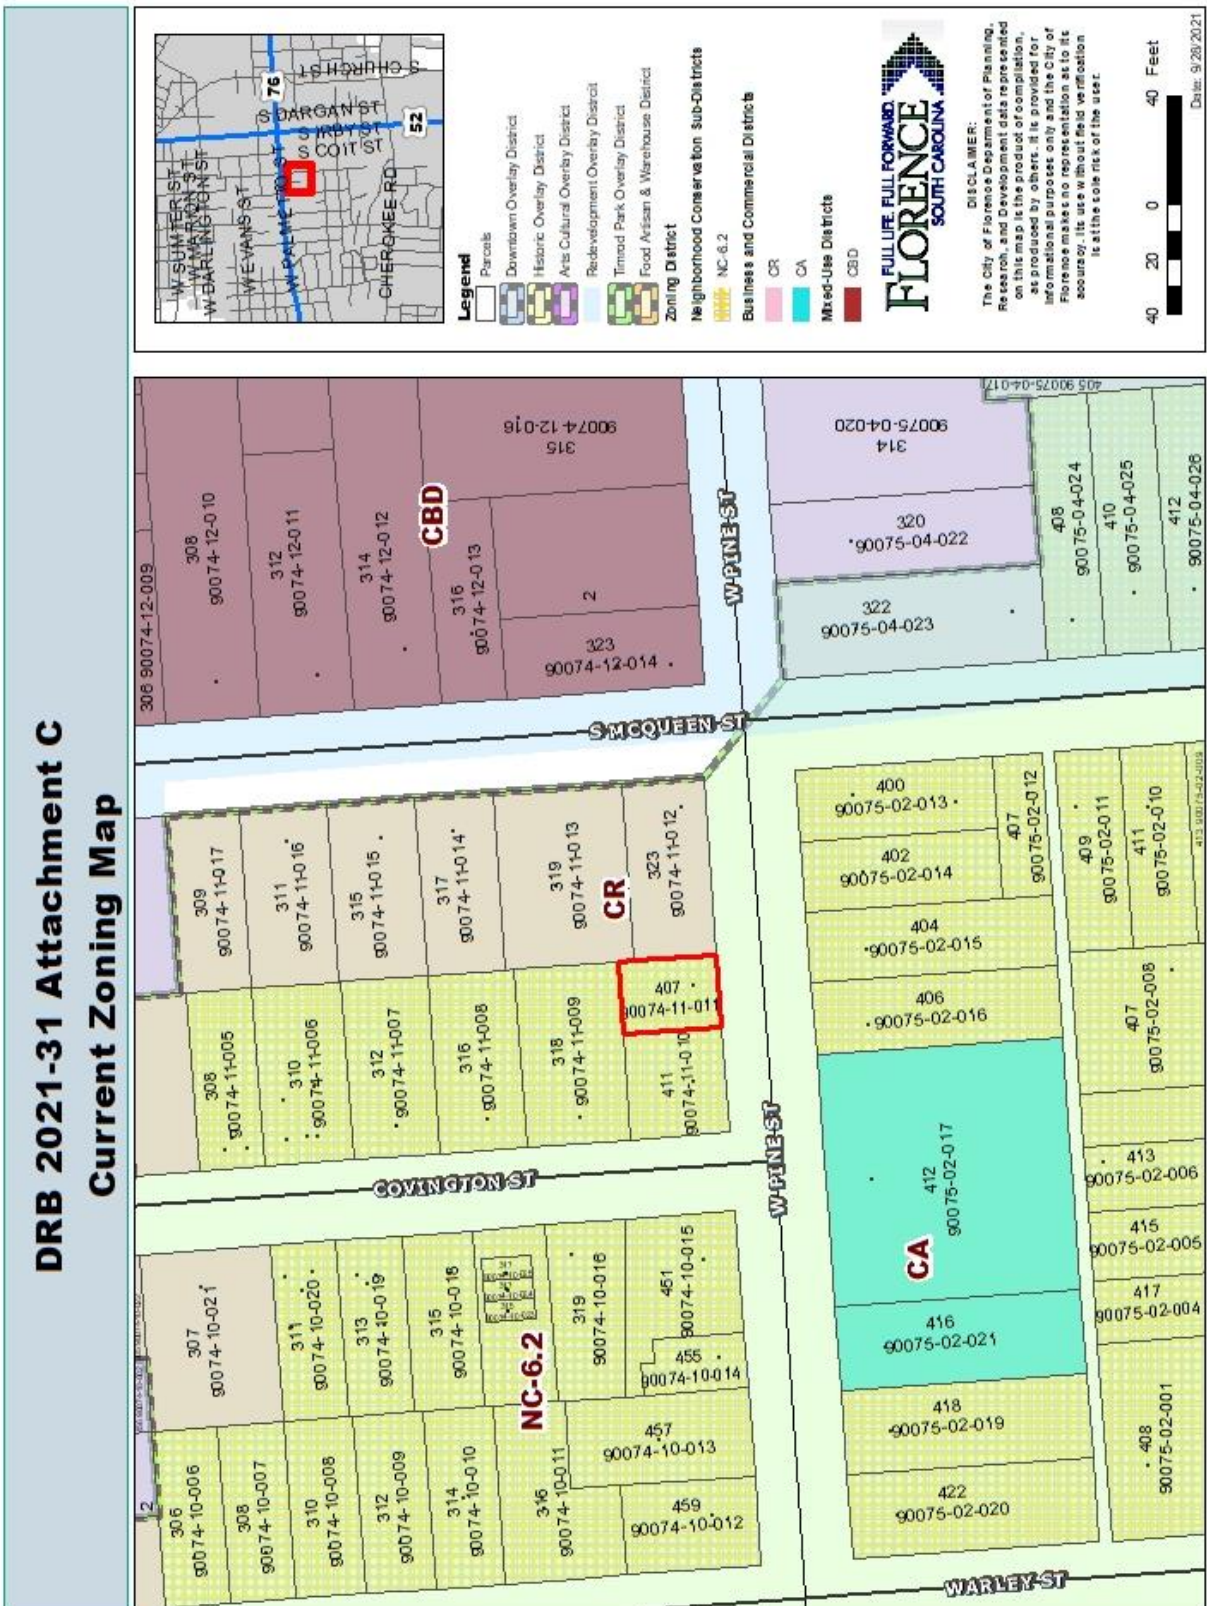 DRB 2021-31 Attachment C
Current Zoning Map
306 90074-12-009
308
90074-12-010
312
90074-12-011
314
90074-12-012
CBD
316
90074-12-013
2
323
90074-12-014
315
90074-12-016
W PINE ST
S MCQUEEN ST
314
90075-04-020
320
90075-04-022
322
90075-04-023
405 90075-04-017
408
90075-04-024
410
90075-04-025
412
90075-04-026
309
90074-11-017
311
90074-11-016
315
90074-11-015
317
90074-11-014
319
90074-11-013
CR
323
90074-11-012
308
90074-11-005
310
90074-11-006
312
90074-11-007
316
90074-11-008
318
90074-11-009
407
90074-11-011
411
90074-11-010
COVINGTON ST
W PINE ST
400
90075-02-013
402
90075-02-014
404
90075-02-015
406
90075-02-016
407
90075-02-012
409
90075-02-011
411
90075-02-010
413 90075-02-009
407
90075-02-008
412
90075-02-017
CA
416
90075-02-021
418
90075-02-019
422
90075-02-020
413
90075-02-006
415
90075-02-005
417
90075-02-004
408
90075-02-001
307
90074-10-021
311
90074-10-020
313
90074-10-019
315
90074-10-018
319
90074-10-016
451
90074-10-015
455
90074-10-014
NC-6.2
457
90074-10-013
459
90074-10-012
2
306
90074-10-006
308
90074-10-007
310
90074-10-008
312
90074-10-009
314
90074-10-010
316
90074-10-011
WARLEY ST
W SUMTER ST
W MARION ST
W DARLINGTON ST
W EVANS ST
W PALMETTO ST
CHEROKEE RD
S COIT ST
S IRBY ST
S DARGAN ST
S CHURCH ST
76
52
Legend
Parcels
Downtown Overlay District
Historic Overlay District
Arts Cultural Overlay District
Redevelopment Overlay District
Timrod Park Overlay District
Food Artisan & Warehouse District
Zoning District
Neighborhood Conservation Sub-Districts
NC-6.2
Business and Commercial Districts
CR
CA
Mixed-Use Districts
CBD
FULL LIFE. FULL FORWARD.
FLORENCE
SOUTH CAROLINA
DISCLAIMER:
The City of Florence Department of Planning,
Research, and Development data represented
on this map is the product of compilation,
as produced by others. It is provided for
informational purposes only and the City of
Florence makes no representation as to its
accuracy. Its use without field verification
is at the sole risk of the user.
40 20 0 40 Feet
Date: 9/28/2021